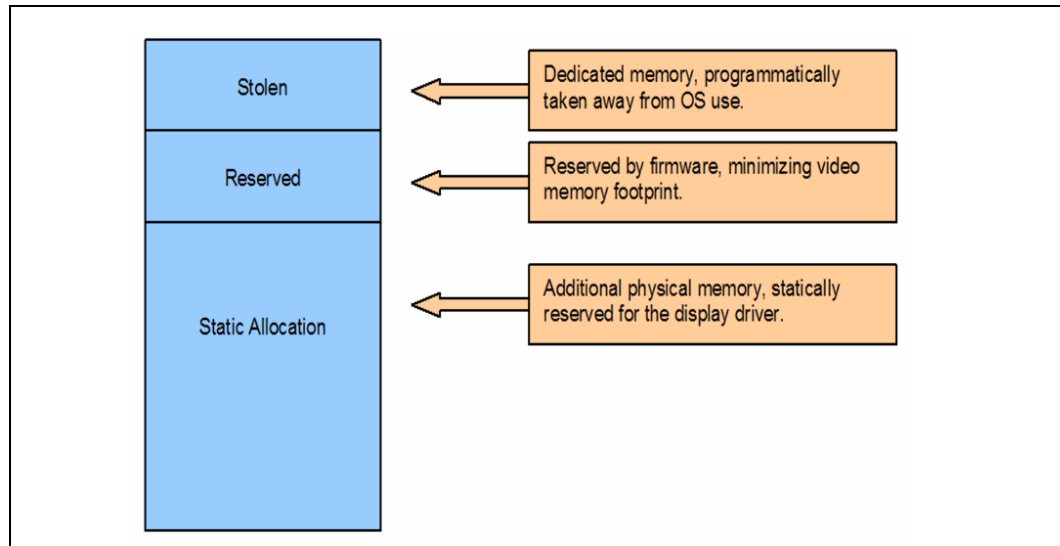 Stolen
Dedicated memory, programmatically
taken away from OS use.
Reserved
Reserved by firmware, minimizing video
memory footprint.
Static Allocation
Additional physical memory, statically
reserved for the display driver.